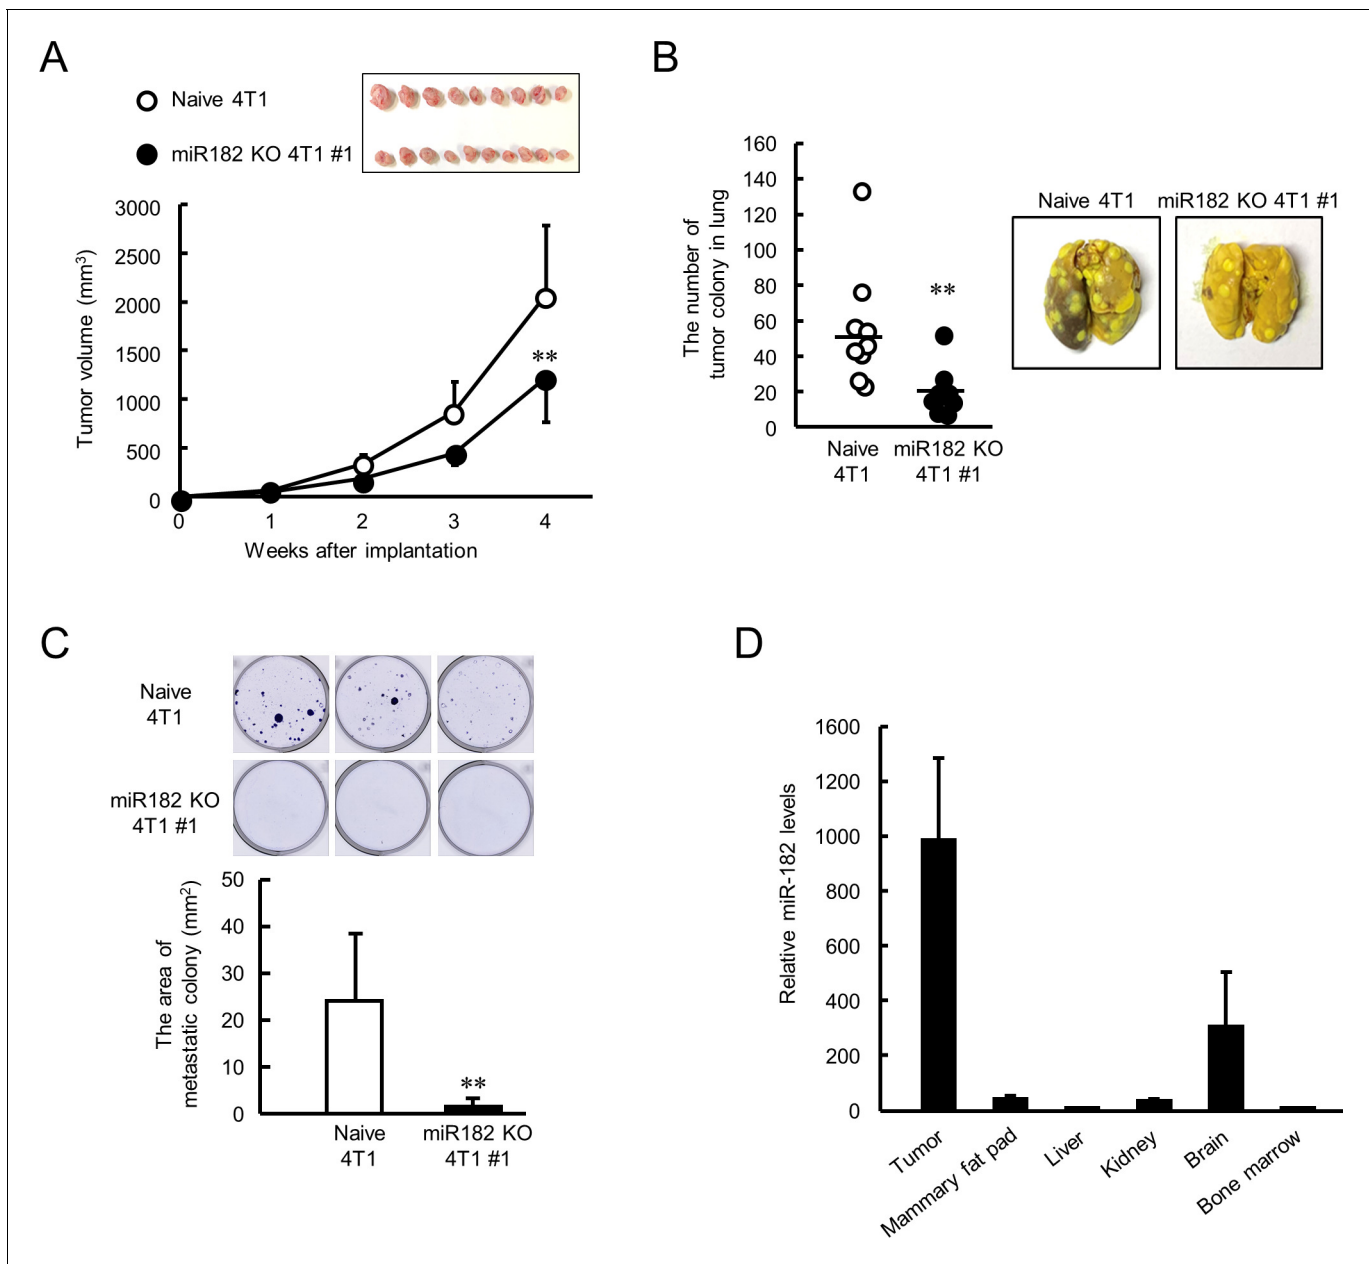 A
Naive 4T1
miR182 KO 4T1 #1
Tumor volume (mm³)
3000
2500
2000
1500
1000
500
0
**
0 1 2 3 4
Weeks after implantation
B
The number of
tumor colony in lung
160
140
120
100
80
60
40
20
0
**
Naive
4T1
miR182 KO
4T1 #1
Naive 4T1
miR182 KO 4T1 #1
C
Naive
4T1
miR182 KO
4T1 #1
The area of
metastatic colony (mm²)
50
40
30
20
10
0
**
Naive
4T1
miR182 KO
4T1 #1
D
Relative miR-182 levels
1600
1200
1000
800
600
400
200
0
Tumor
Mammary fat pad
Liver
Kidney
Brain
Bone marrow